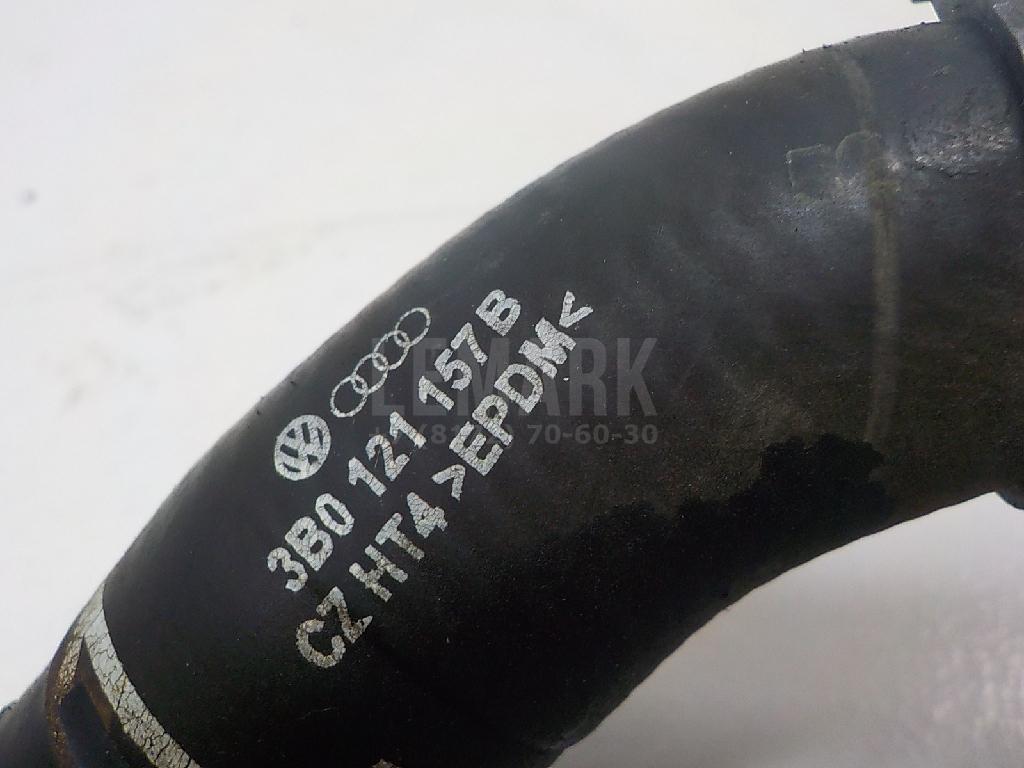 3B0 121 157 B
CZ HT4 >EPDM<
LEMARK
70-60-30